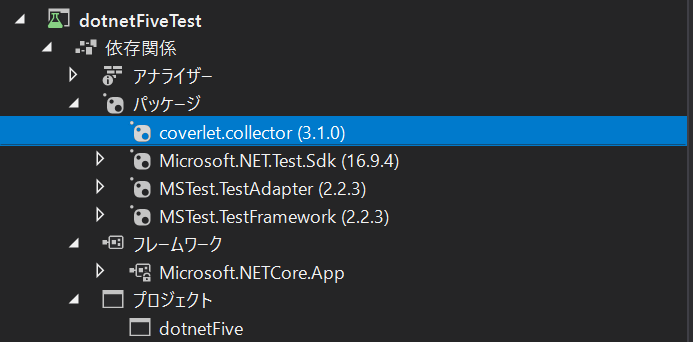 dotnetFiveTest
依存関係
アナライザー
パッケージ
coverlet.collector (3.1.0)
Microsoft.NET.Test.Sdk (16.9.4)
MSTest.TestAdapter (2.2.3)
MSTest.TestFramework (2.2.3)
フレームワーク
Microsoft.NETCore.App
プロジェクト
dotnetFive